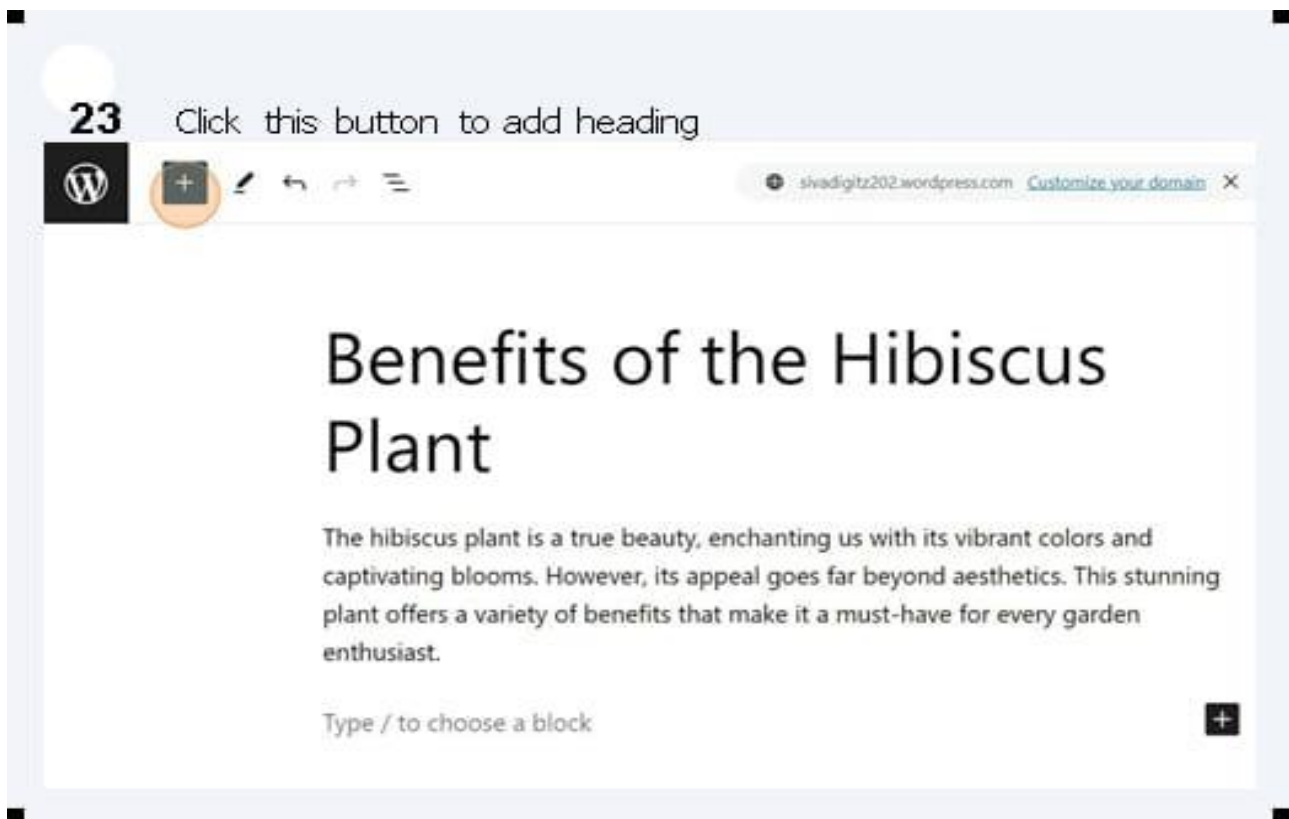 23 Click this button to add heading
sivadigitz202.wordpress.com Customize your domain
Benefits of the Hibiscus
Plant
The hibiscus plant is a true beauty, enchanting us with its vibrant colors and
captivating blooms. However, its appeal goes far beyond aesthetics. This stunning
plant offers a variety of benefits that make it a must-have for every garden
enthusiast.
Type / to choose a block